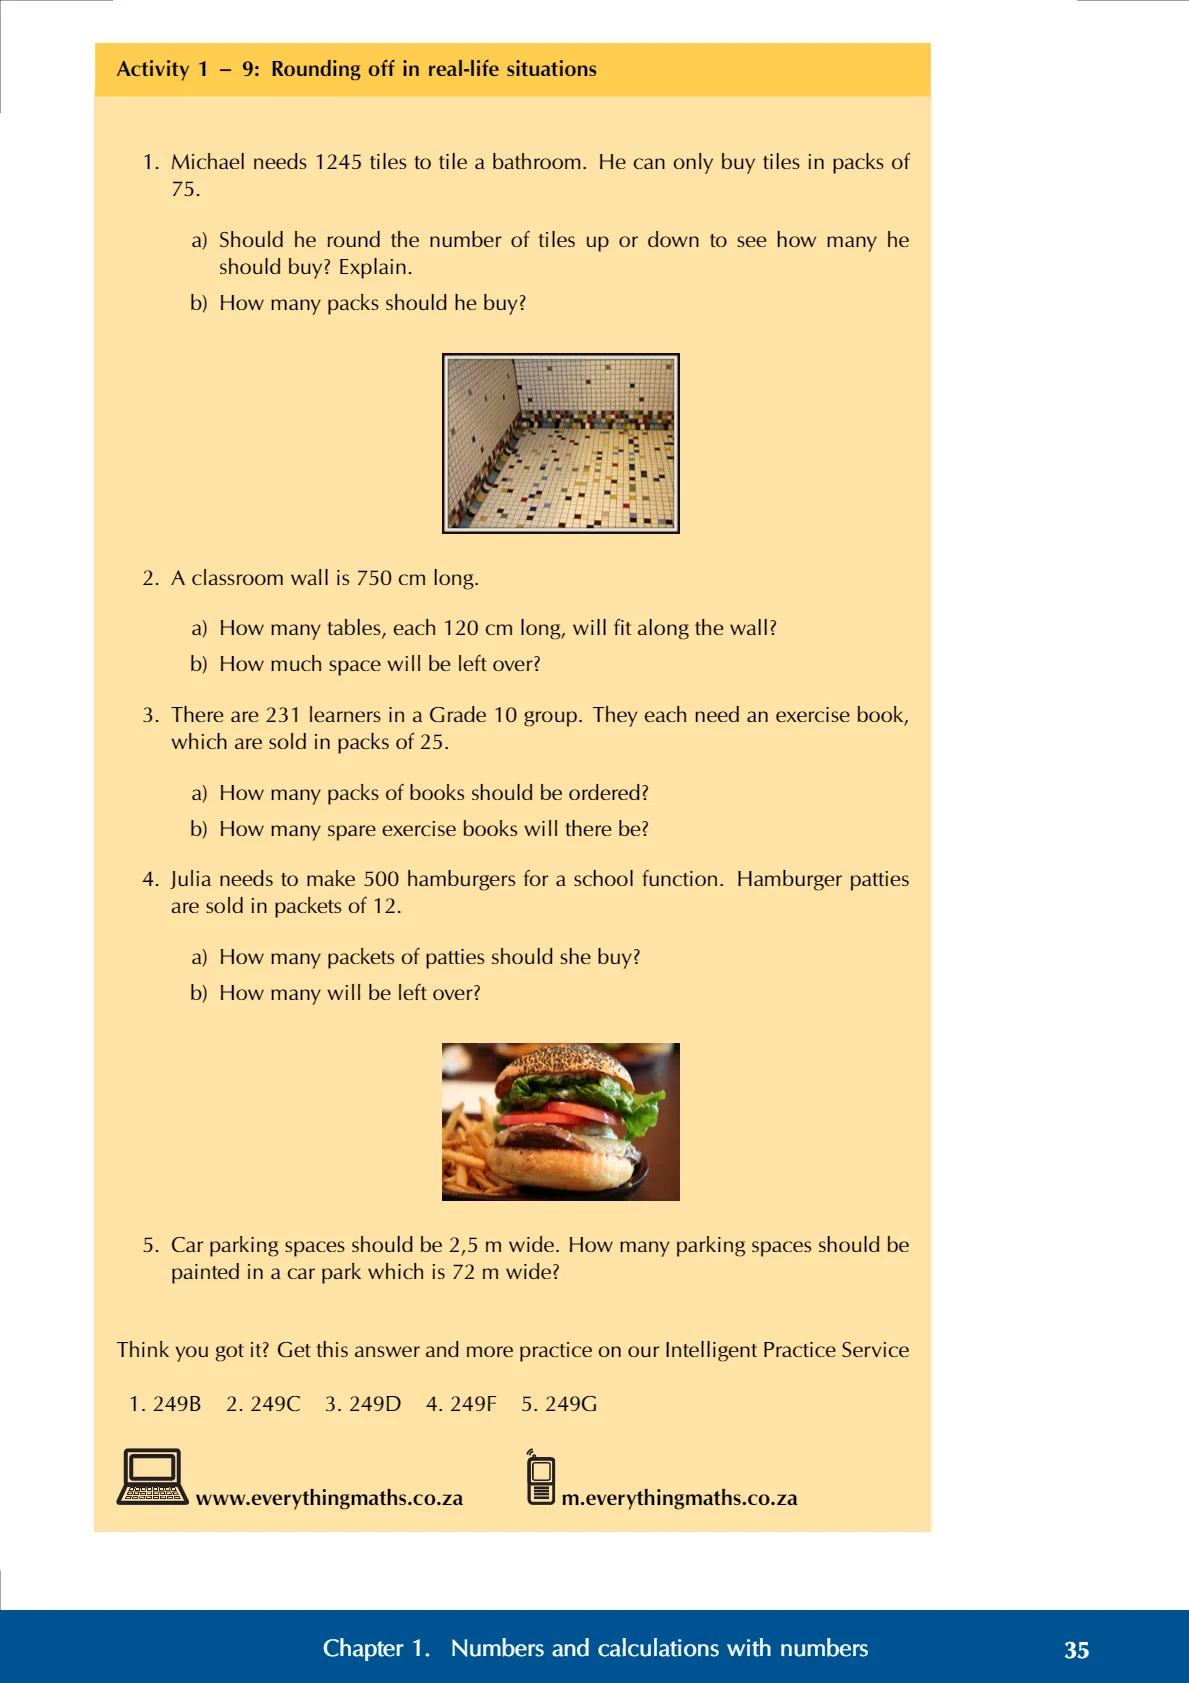 Activity 1 – 9: Rounding off in real-life situations
1. Michael needs 1245 tiles to tile a bathroom. He can only buy tiles in packs of
75.
a) Should he round the number of tiles up or down to see how many he
should buy? Explain.
b) How many packs should he buy?
2. A classroom wall is 750 cm long.
a) How many tables, each 120 cm long, will fit along the wall?
b) How much space will be left over?
3. There are 231 learners in a Grade 10 group. They each need an exercise book,
which are sold in packs of 25.
a) How many packs of books should be ordered?
b) How many spare exercise books will there be?
4. Julia needs to make 500 hamburgers for a school function. Hamburger patties
are sold in packets of 12.
a) How many packets of patties should she buy?
b) How many will be left over?
5. Car parking spaces should be 2,5 m wide. How many parking spaces should be
painted in a car park which is 72 m wide?
Think you got it? Get this answer and more practice on our Intelligent Practice Service
1. 249B 2. 249C 3. 249D 4. 249F 5. 249G
www.everythingmaths.co.za m.everythingmaths.co.za
Chapter 1. Numbers and calculations with numbers 35